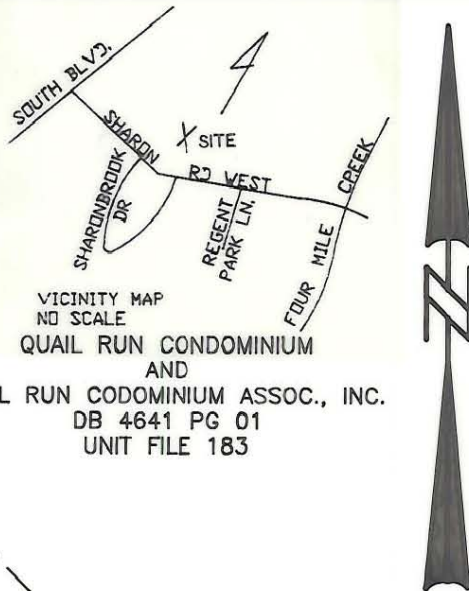 SOUTH BLVD.
SHARON
X SITE
SHARONBROOK
DR
RD WEST
REGENT
PARK LN.
FOUR MILE
CREEK
VICINITY MAP
NO SCALE
QUAIL RUN CONDOMINIUM
AND
L RUN CODOMINIUM ASSOC., INC.
DB 4641 PG 01
UNIT FILE 183
N